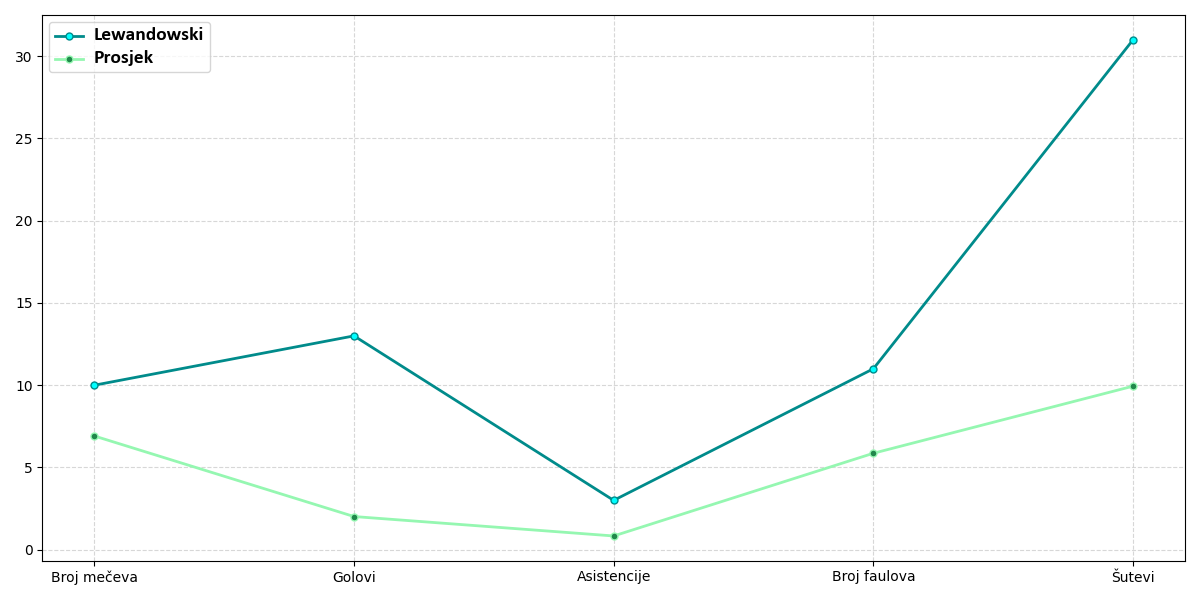 Lewandowski
Prosjek
30
25
20
15
10
5
0
Broj mečeva
Golovi
Asistencije
Broj faulova
Šutevi